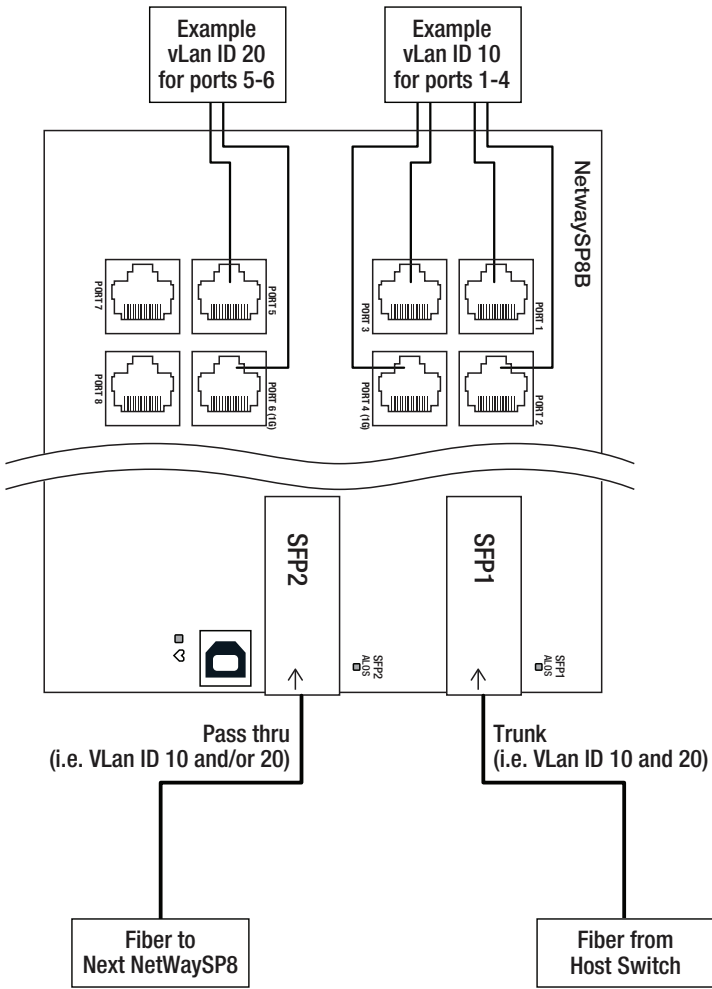 Example
vLan ID 20
for ports 5-6
Example
vLan ID 10
for ports 1-4
NetwaySP8B
PORT 7
PORT 5
PORT 3
PORT 1
PORT 8
PORT 6 (1G)
PORT 4 (1G)
PORT 2
SFP2
SFP1
SFP2
ALOS
SFP1
ALOS
Pass thru
(i.e. VLan ID 10 and/or 20)
Trunk
(i.e. VLan ID 10 and 20)
Fiber to
Next NetWaySP8
Fiber from
Host Switch